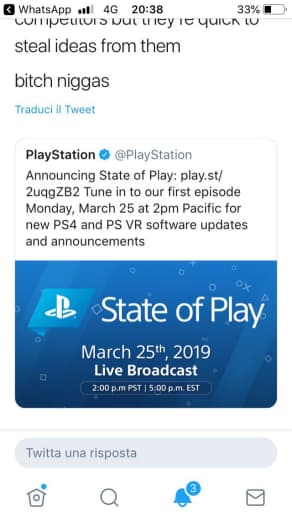 WhatsApp 4G 20:38 33%
competitors but they're quick to
steal ideas from them
bitch niggas
Traduci il Tweet
PlayStation @PlayStation
Announcing State of Play: play.st/
2uqgZB2 Tune in to our first episode
Monday, March 25 at 2pm Pacific for
new PS4 and PS VR software updates
and announcements
State of Play
March 25th, 2019
Live Broadcast
2:00 p.m PST | 5:00 p.m. EST
Twitta una risposta
3